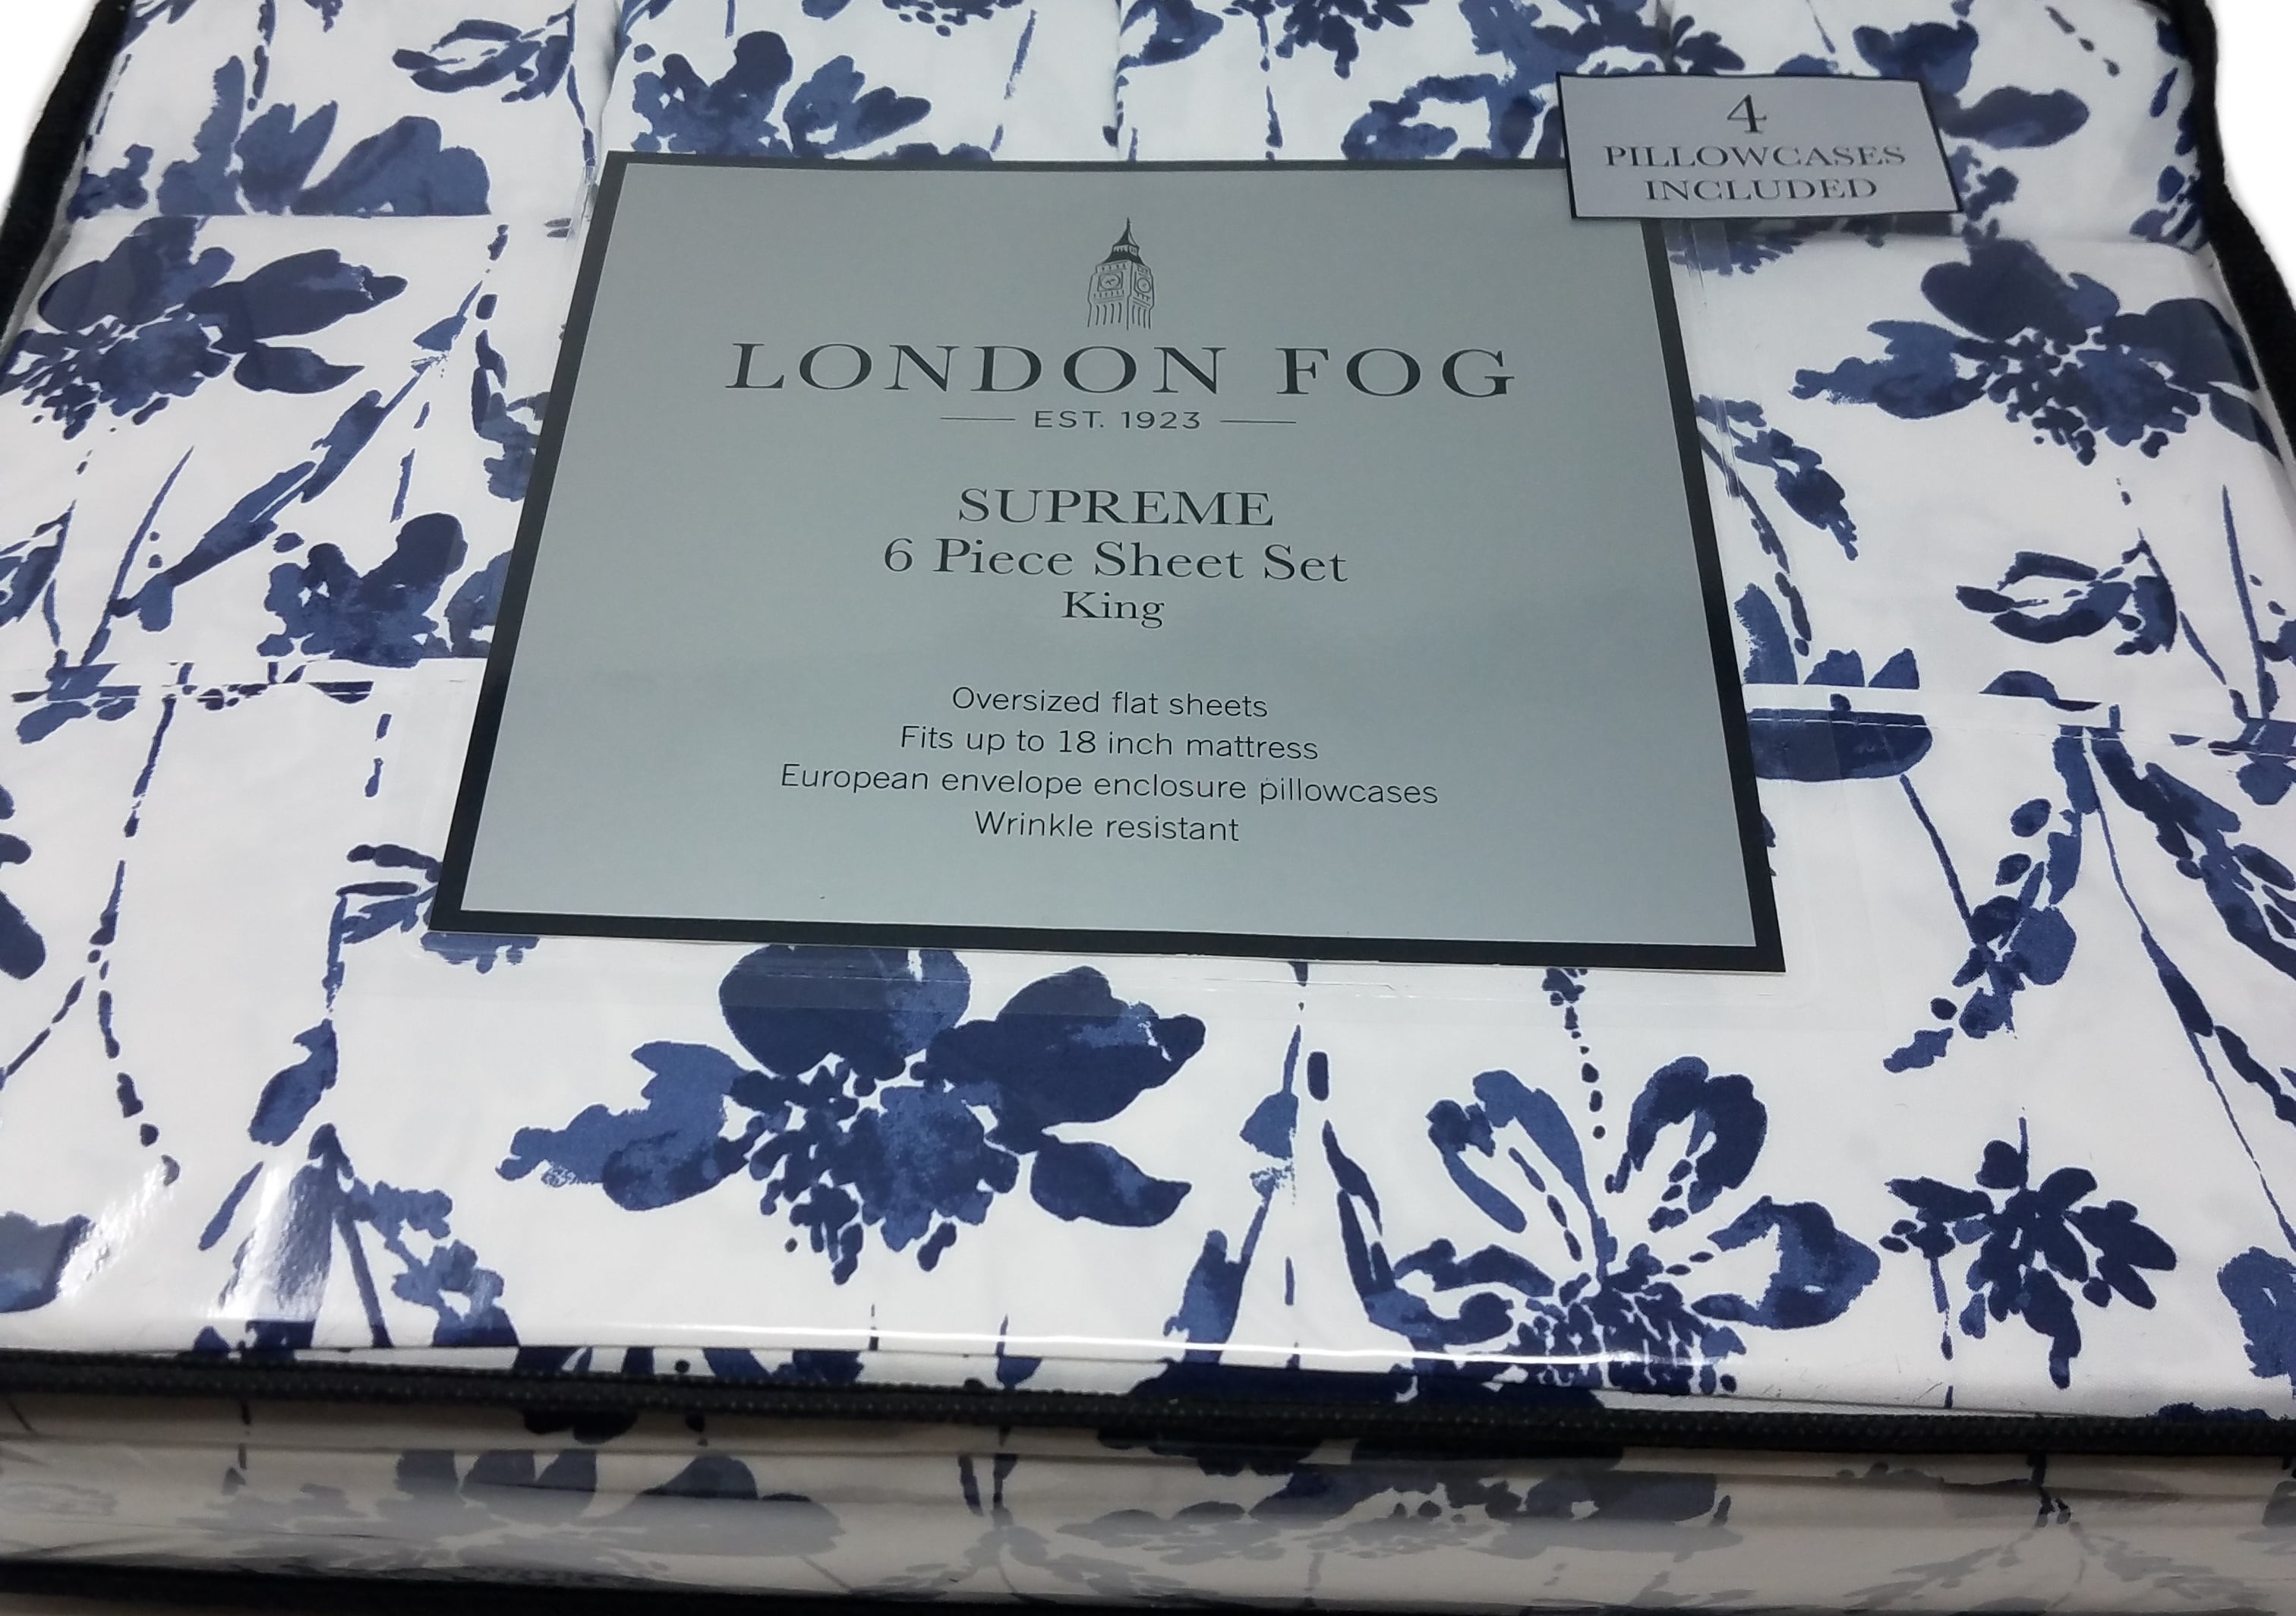 4
PILLOWCASES
INCLUDED
LONDON FOG
EST. 1923
SUPREME
6 Piece Sheet Set
King
Oversized flat sheets
Fits up to 18 inch mattress
European envelope enclosure pillowcases
Wrinkle resistant